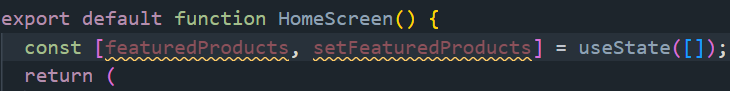 export default function HomeScreen() {
const [featuredProducts, setFeaturedProducts] = useState([]);
return (